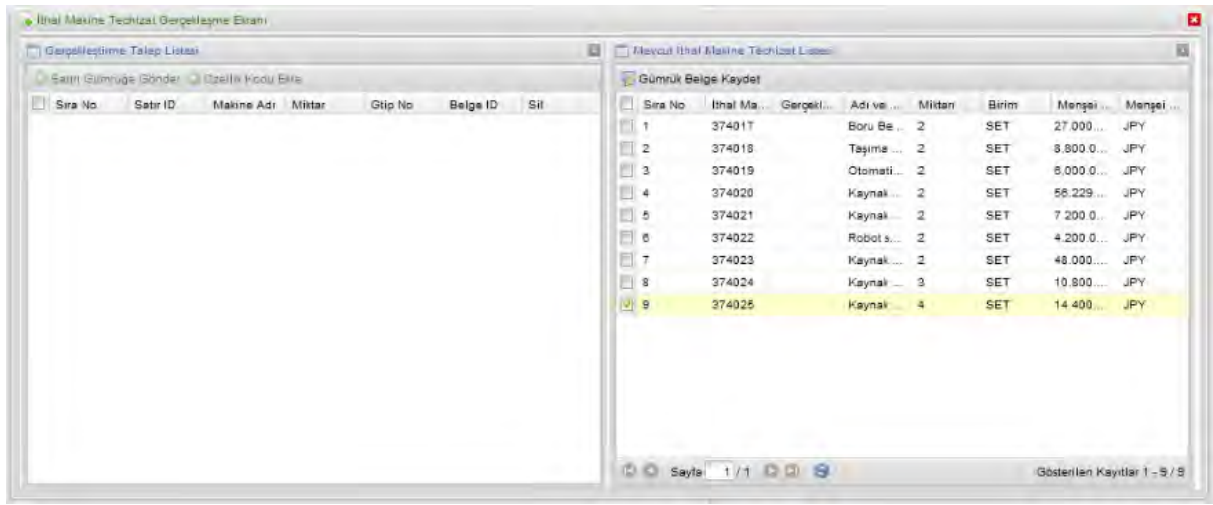 İthal Makine Techizat Gerçekleşme Ekranı
Gerçekleştirme Talep Listesi
Satırı Gümrüğe Gönder Özellik Kodu Ekle
Sıra No Satır ID Makine Adı Miktar Gtip No Belge ID Sil
Mevcut İthal Makine Techizat Listesi
Gümrük Belge Kaydet
Sıra No İthal Ma... Gerçekl... Adı ve ... Miktarı Birim Menşei ... Menşei ...
1 374017 Boru Be... 2 SET 27.000.... JPY
2 374018 Taşıma ... 2 SET 8.800.0... JPY
3 374019 Otomati... 2 SET 6.000.0... JPY
4 374020 Kaynak ... 2 SET 56.229.... JPY
5 374021 Kaynak ... 2 SET 7.200.0... JPY
6 374022 Robot s... 2 SET 4.200.0... JPY
7 374023 Kaynak ... 2 SET 48.000.... JPY
8 374024 Kaynak ... 3 SET 10.800.... JPY
9 374025 Kaynak ... 4 SET 14.400.... JPY
Sayfa 1 / 1 Gösterilen Kayıtlar 1 - 9 / 9